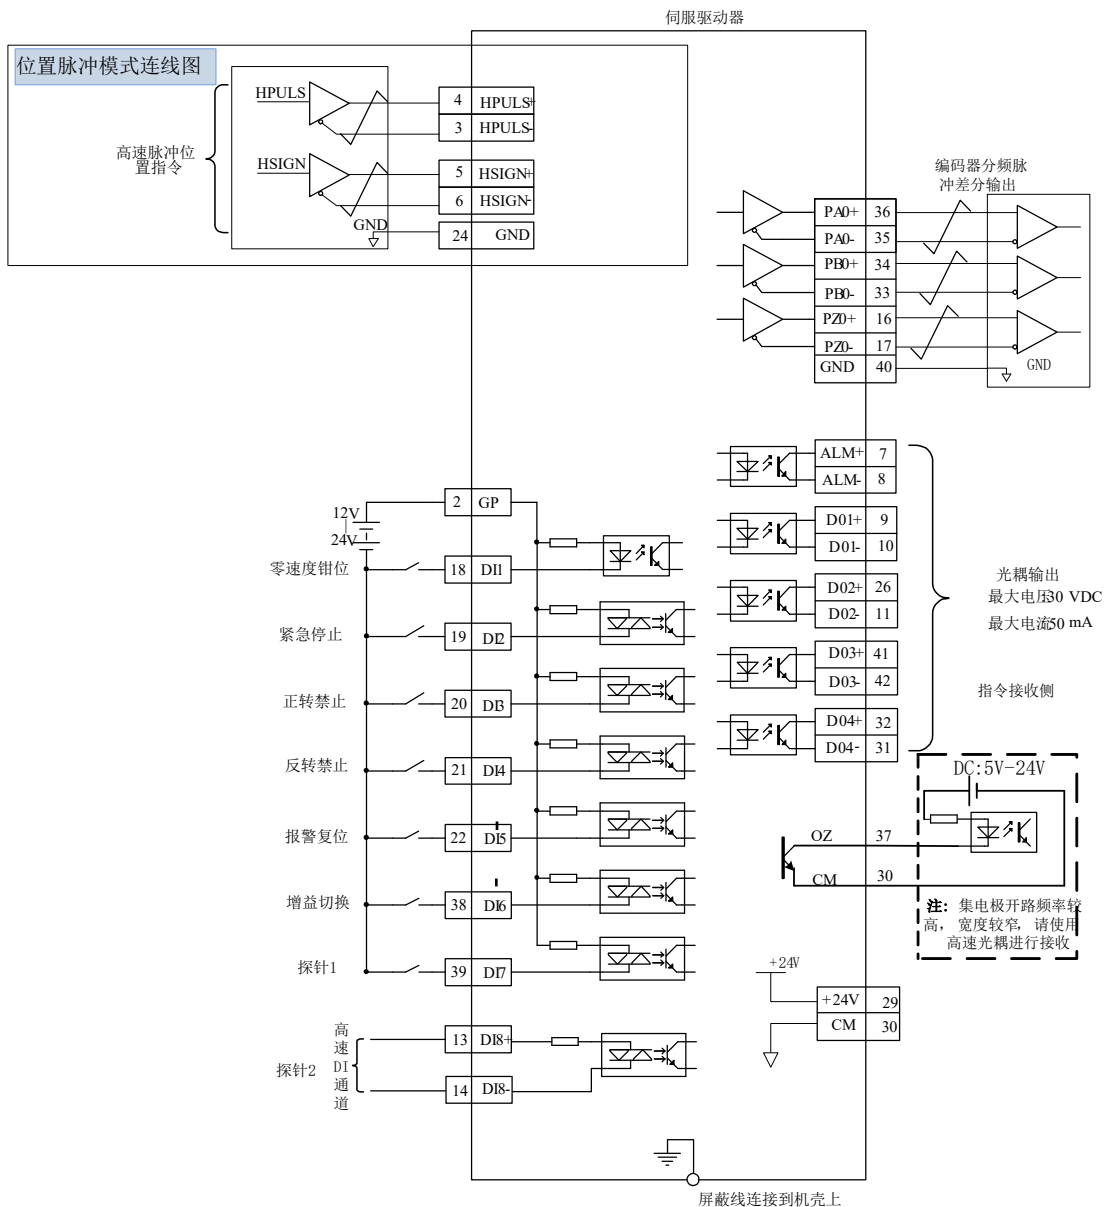 伺服驱动器
位置脉冲模式连线图
高速脉冲位
置指令
HPULS
HSIGN
GND
4 HPULS+
3 HPULS-
5 HSIGN+
6 HSIGN-
24 GND
编码器分频脉
冲差分输出
PA0+ 36
PA0- 35
PB0+ 34
PB0- 33
PZ0+ 16
PZ0- 17
GND 40
GND
ALM+ 7
ALM- 8
D01+ 9
D01- 10
D02+ 26
D02- 11
D03+ 41
D03- 42
D04+ 32
D04- 31
光耦输出
最大电压30 VDC
最大电流50 mA
指令接收侧
12V
24V
2 GP
零速度钳位 18 DI1
紧急停止 19 DI2
正转禁止 20 DI3
反转禁止 21 DI4
报警复位 22 DI5
增益切换 38 DI6
探针1 39 DI7
探针2
高速DI通道
13 DI8+
14 DI8-
DC:5V-24V
OZ 37
CM 30
注：集电极开路频率较
高，宽度较窄，请使用
高速光耦进行接收
+24V
+24V 29
CM 30
屏蔽线连接到机壳上